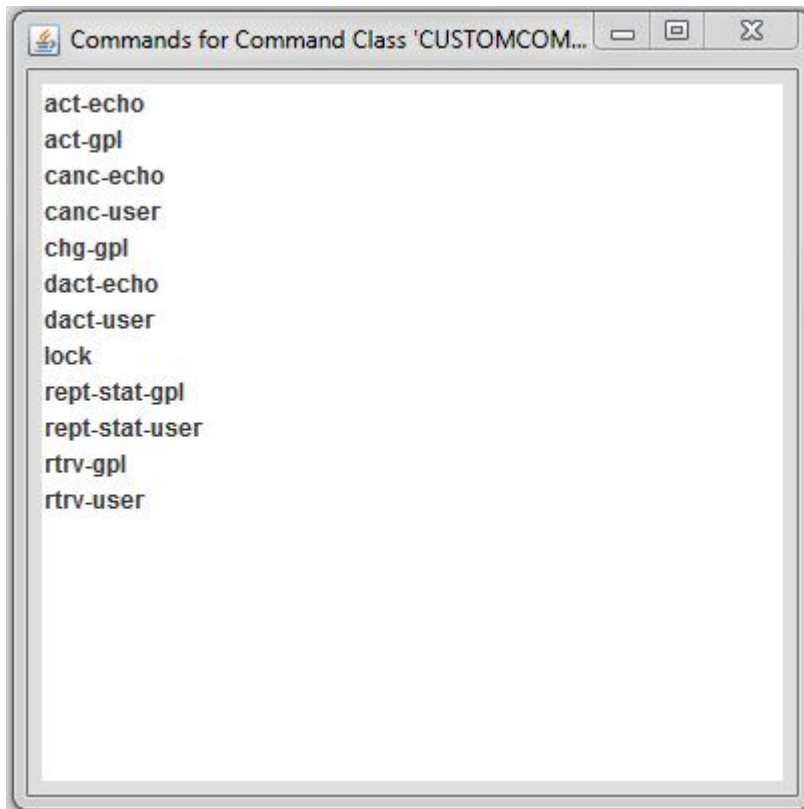 Commands for Command Class 'CUSTOMCOM...
act-echo
act-gpl
canc-echo
canc-user
chg-gpl
dact-echo
dact-user
lock
rept-stat-gpl
rept-stat-user
rtrv-gpl
rtrv-user